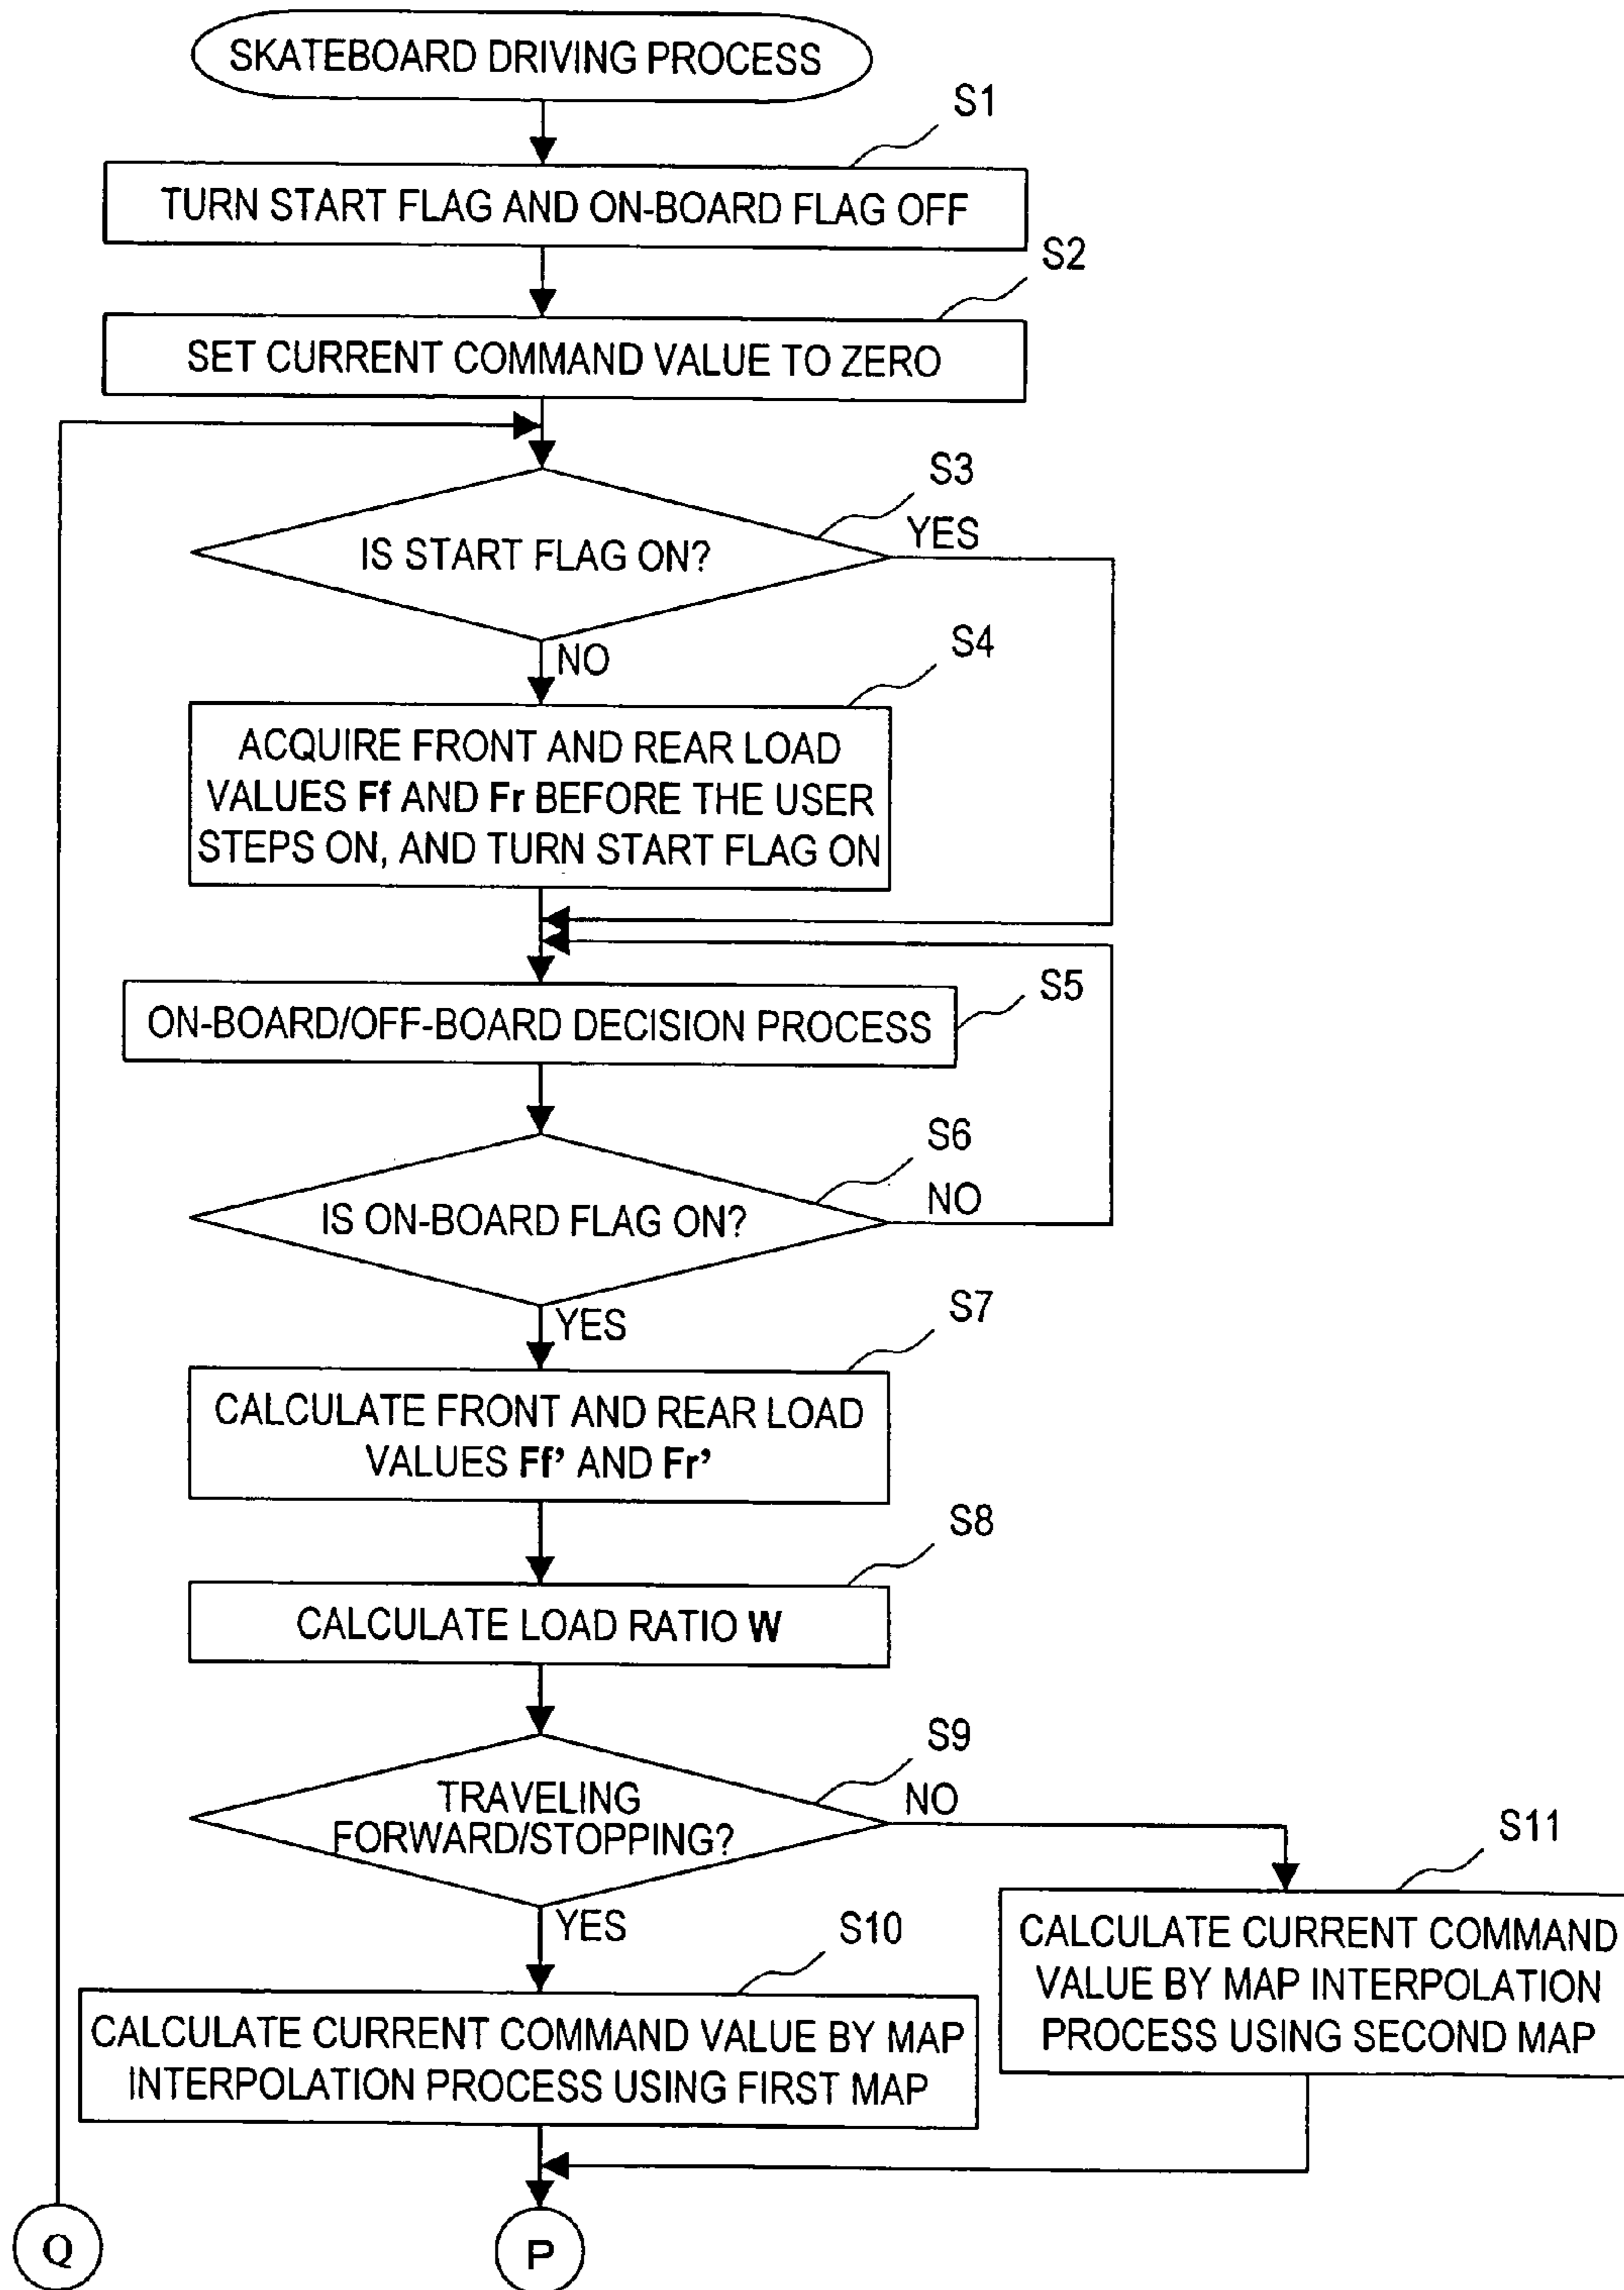 SKATEBOARD DRIVING PROCESS
S1
TURN START FLAG AND ON-BOARD FLAG OFF
S2
SET CURRENT COMMAND VALUE TO ZERO
S3
IS START FLAG ON?
YES
NO
S4
ACQUIRE FRONT AND REAR LOAD
VALUES Ff AND Fr BEFORE THE USER
STEPS ON, AND TURN START FLAG ON
S5
ON-BOARD/OFF-BOARD DECISION PROCESS
S6
IS ON-BOARD FLAG ON?
NO
YES
S7
CALCULATE FRONT AND REAR LOAD
VALUES Ff' AND Fr'
S8
CALCULATE LOAD RATIO W
S9
TRAVELING
FORWARD/STOPPING?
NO
YES
S10
CALCULATE CURRENT COMMAND VALUE BY MAP
INTERPOLATION PROCESS USING FIRST MAP
S11
CALCULATE CURRENT COMMAND
VALUE BY MAP INTERPOLATION
PROCESS USING SECOND MAP
Q
P